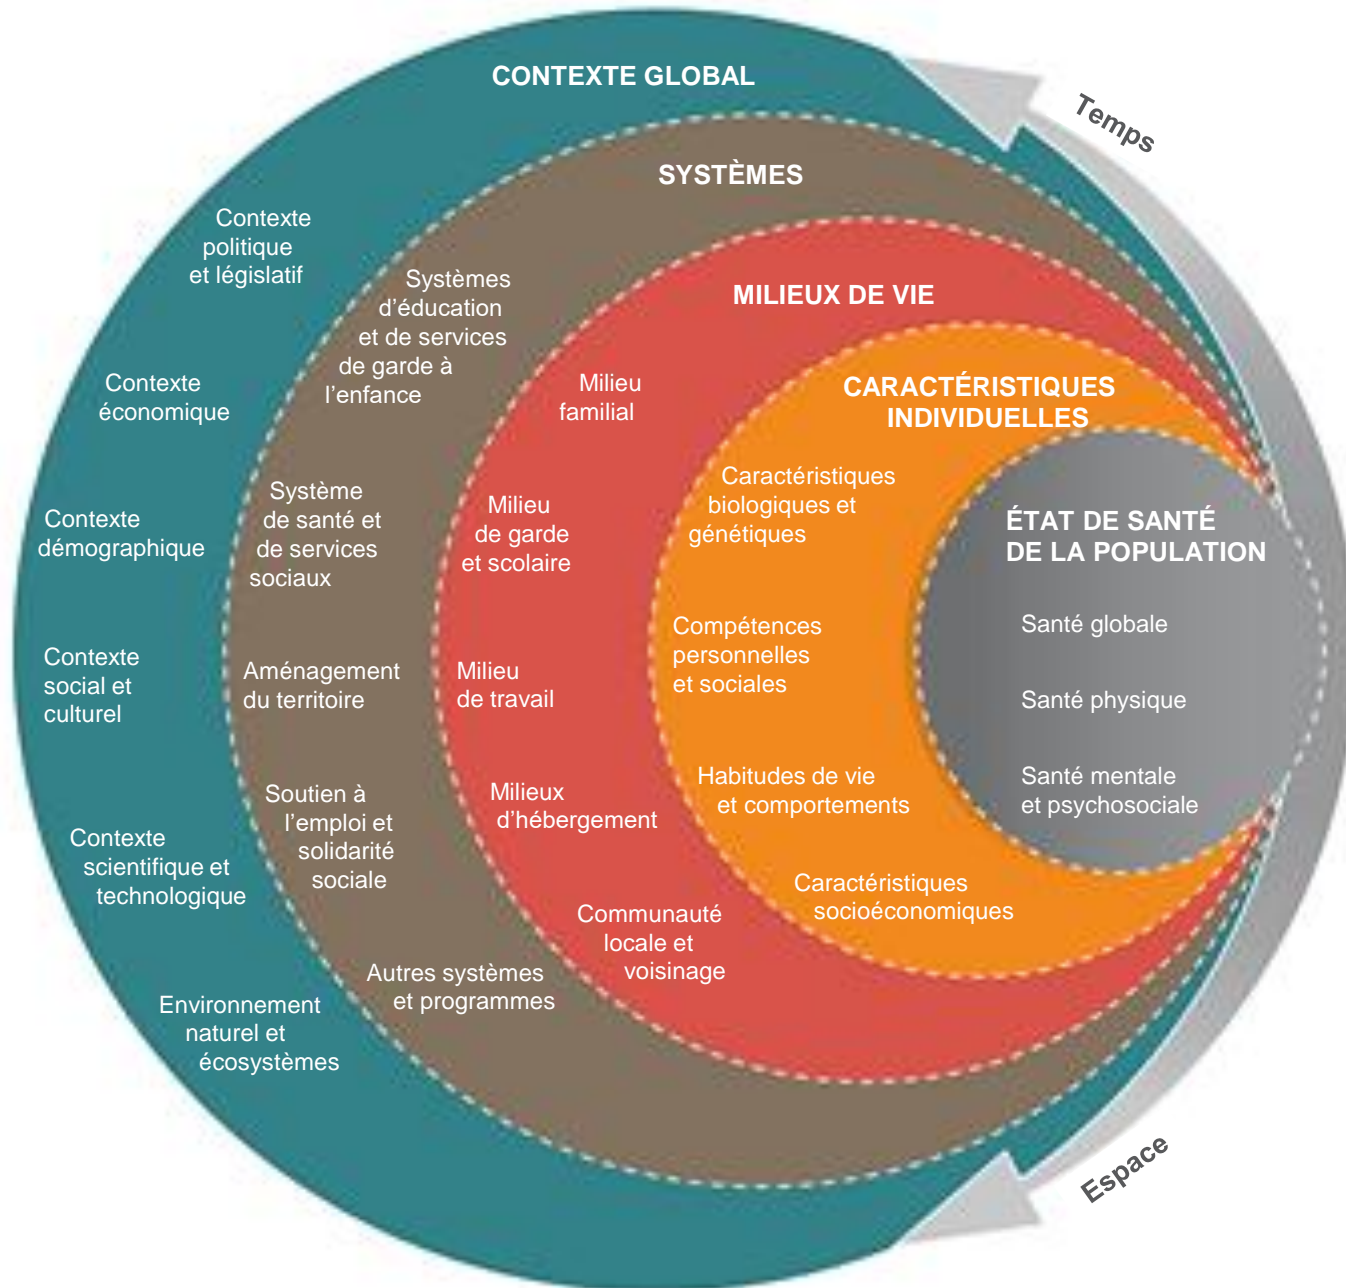 CONTEXTE GLOBAL
Temps
SYSTÈMES
Contexte
politique
et législatif
Systèmes
d'éducation
et de services
de garde à
l'enfance
MILIEUX DE VIE
Contexte
économique
Milieu
familial
CARACTÉRISTIQUES
INDIVIDUELLES
Contexte
démographique
Système
de santé et
de services
sociaux
Milieu
de garde
et scolaire
Caractéristiques
biologiques et
génétiques
ÉTAT DE SANTÉ
DE LA POPULATION
Contexte
social et
culturel
Aménagement
du territoire
Milieu
de travail
Compétences
personnelles
et sociales
Santé globale
Santé physique
Santé mentale
et psychosociale
Contexte
scientifique et
technologique
Soutien à
l'emploi et
solidarité
sociale
Milieux
d'hébergement
Habitudes de vie
et comportements
Caractéristiques
socioéconomiques
Communauté
locale et
voisinage
Autres systèmes
et programmes
Environnement
naturel et
écosystèmes
Espace